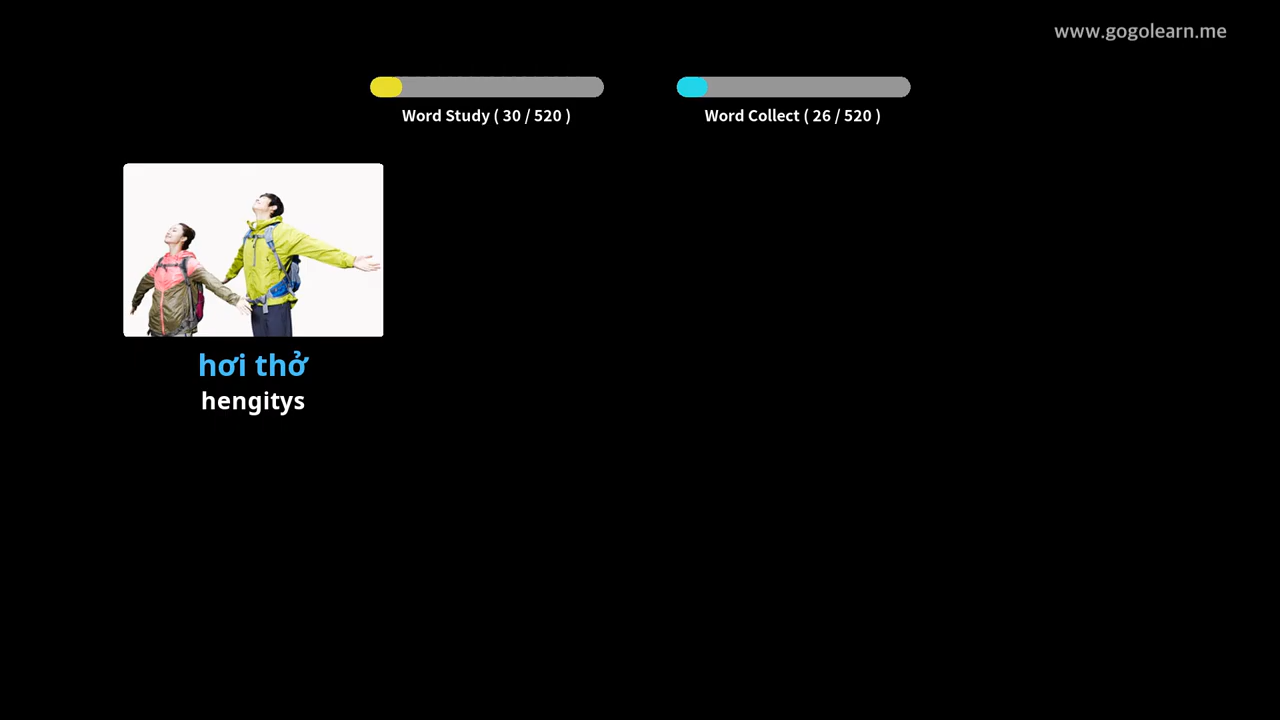 www.gogolearn.me
Word Study ( 30 / 520 )
Word Collect ( 26 / 520 )
hơi thở
hengitys